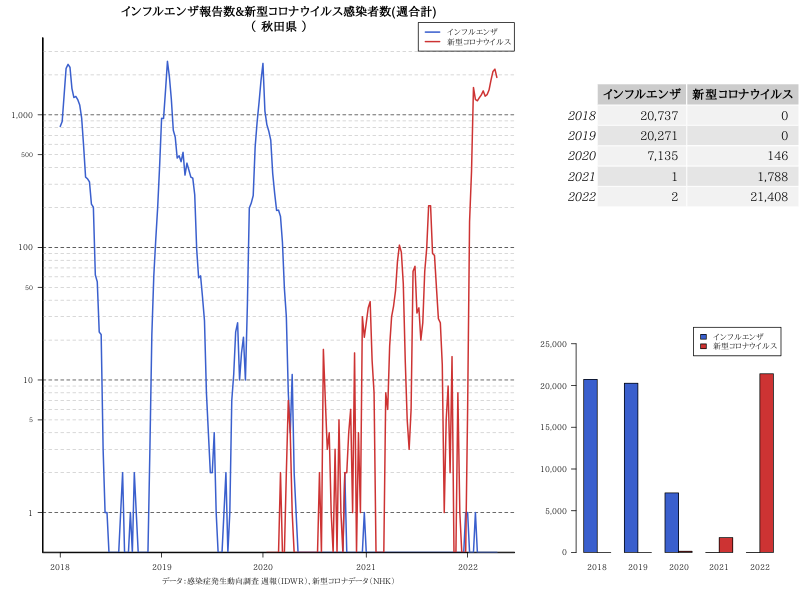 インフルエンザ報告数&新型コロナウイルス感染者数(週合計)
( 秋田県 )
インフルエンザ
新型コロナウイルス
1,000
500
100
50
10
5
1
2018 2019 2020 2021 2022
データ：感染症発生動向調査 週報(IDWR)、新型コロナデータ(NHK)
インフルエンザ 新型コロナウイルス
2018 20,737 0
2019 20,271 0
2020 7,135 146
2021 1 1,788
2022 2 21,408
インフルエンザ
新型コロナウイルス
25,000
20,000
15,000
10,000
5,000
0
2018 2019 2020 2021 2022